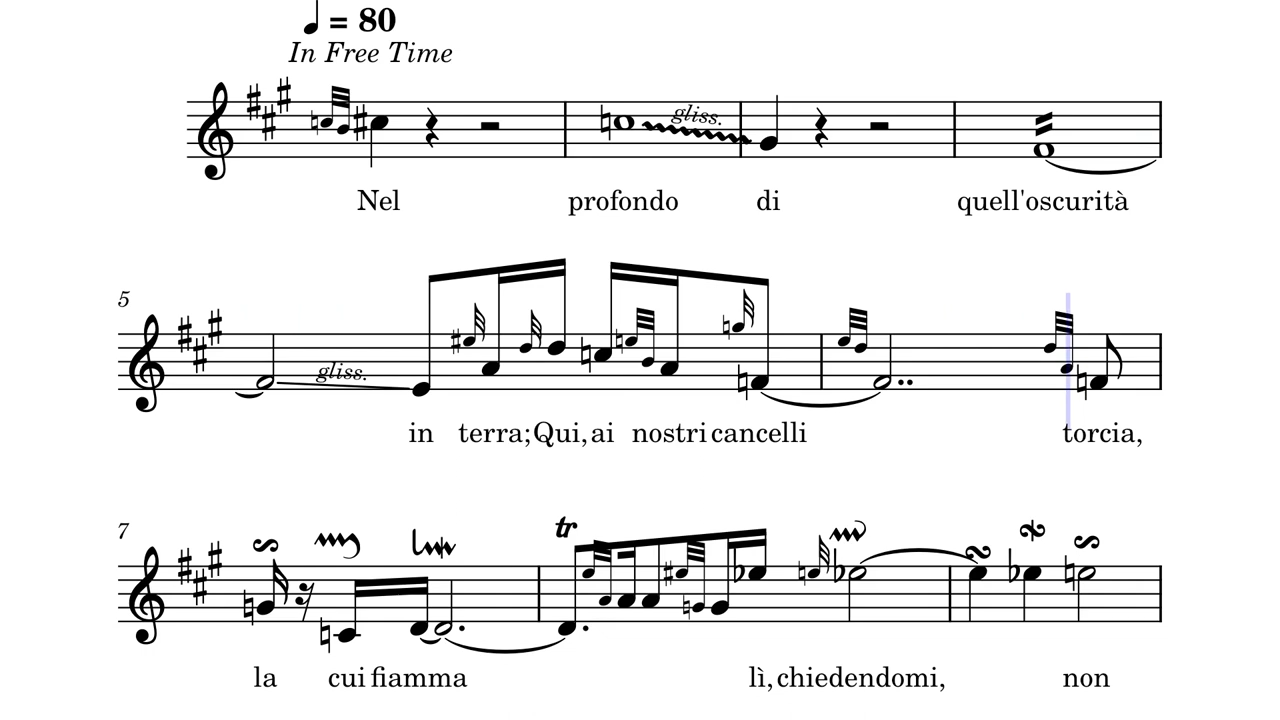 = 80
In Free Time
gliss.
Nel profondo di quell'oscurità
5
gliss.
in terra; Qui, ai nostri cancelli torcia,
7
tr
la cui fiamma lì, chiedendomi, non